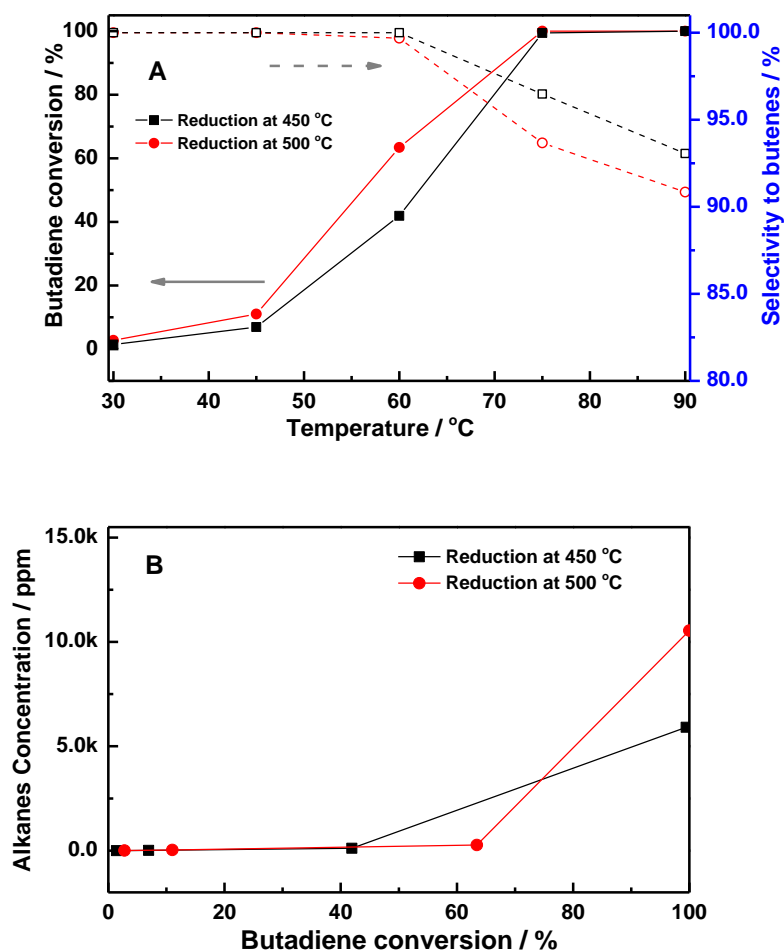 A
Butadiene conversion / %
100
80
60
40
20
0
Reduction at 450 °C
Reduction at 500 °C
100.0
95.0
90.0
85.0
80.0
Selectivity to butenes / %
30
40
50
60
70
80
90
Temperature / °C
B
Alkanes Concentration / ppm
15.0k
10.0k
5.0k
0.0
Reduction at 450 °C
Reduction at 500 °C
0
20
40
60
80
100
Butadiene conversion / %